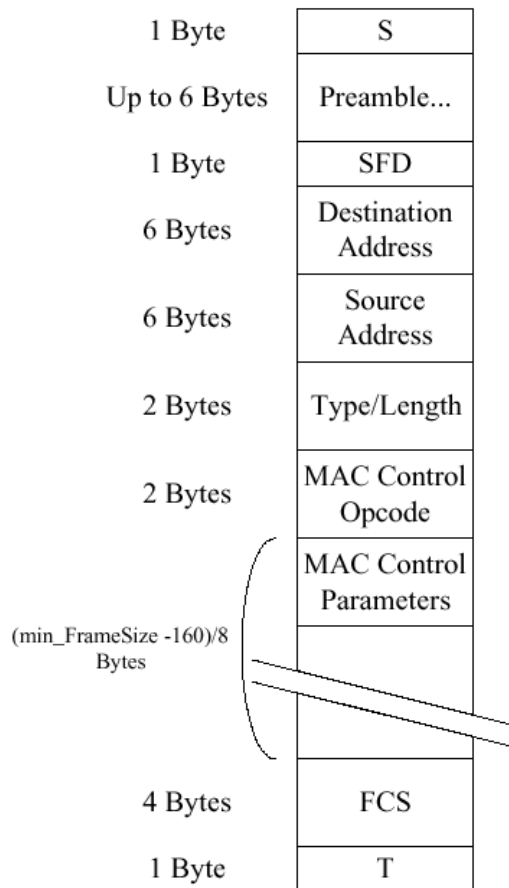 1 Byte S
Up to 6 Bytes Preamble...
1 Byte SFD
6 Bytes Destination
Address
6 Bytes Source
Address
2 Bytes Type/Length
2 Bytes MAC Control
Opcode
MAC Control
Parameters
(min_FrameSize -160)/8
Bytes
4 Bytes FCS
1 Byte T